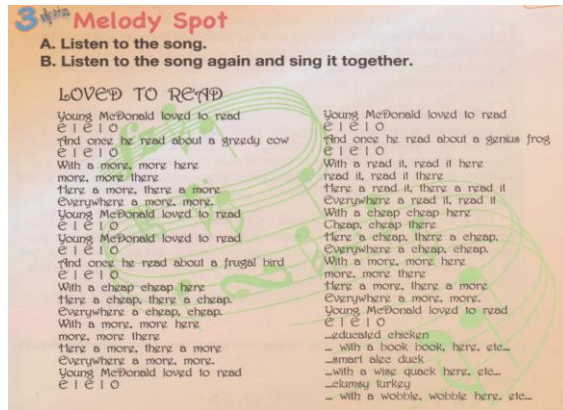 3
Melody Spot
A. Listen to the song.
B. Listen to the song again and sing it together.
LOVED TO READ
Young McDonald loved to read
e i e i o
And once he read about a greedy cow
e i e i o
With a more, more here
more, more there
Here a more, there a more
Everywhere a more, more.
Young McDonald loved to read
e i e i o
Young McDonald loved to read
e i e i o
And once he read about a frugal bird
e i e i o
With a cheap cheap here
Here a cheap, there a cheap.
Everywhere a cheap, cheap.
With a more, more here
more, more there
Here a more, there a more
Everywhere a more, more.
Young McDonald loved to read
e i e i o
Young McDonald loved to read
e i e i o
And once he read about a genius frog
e i e i o
With a read it, read it here
read it, read it there
Here a read it, there a read it
Everywhere a read it, read it
With a cheap cheap here
Cheap, cheap there
Here a cheap, there a cheap.
Everywhere a cheap, cheap.
With a more, more here
more, more there
Here a more, there a more
Everywhere a more, more.
Young McDonald loved to read
e i e i o
...educated chicken
... with a book book, here, etc...
...smart alec duck
...with a wise quack here, etc...
...clumsy turkey
... with a wobble, wobble here, etc...